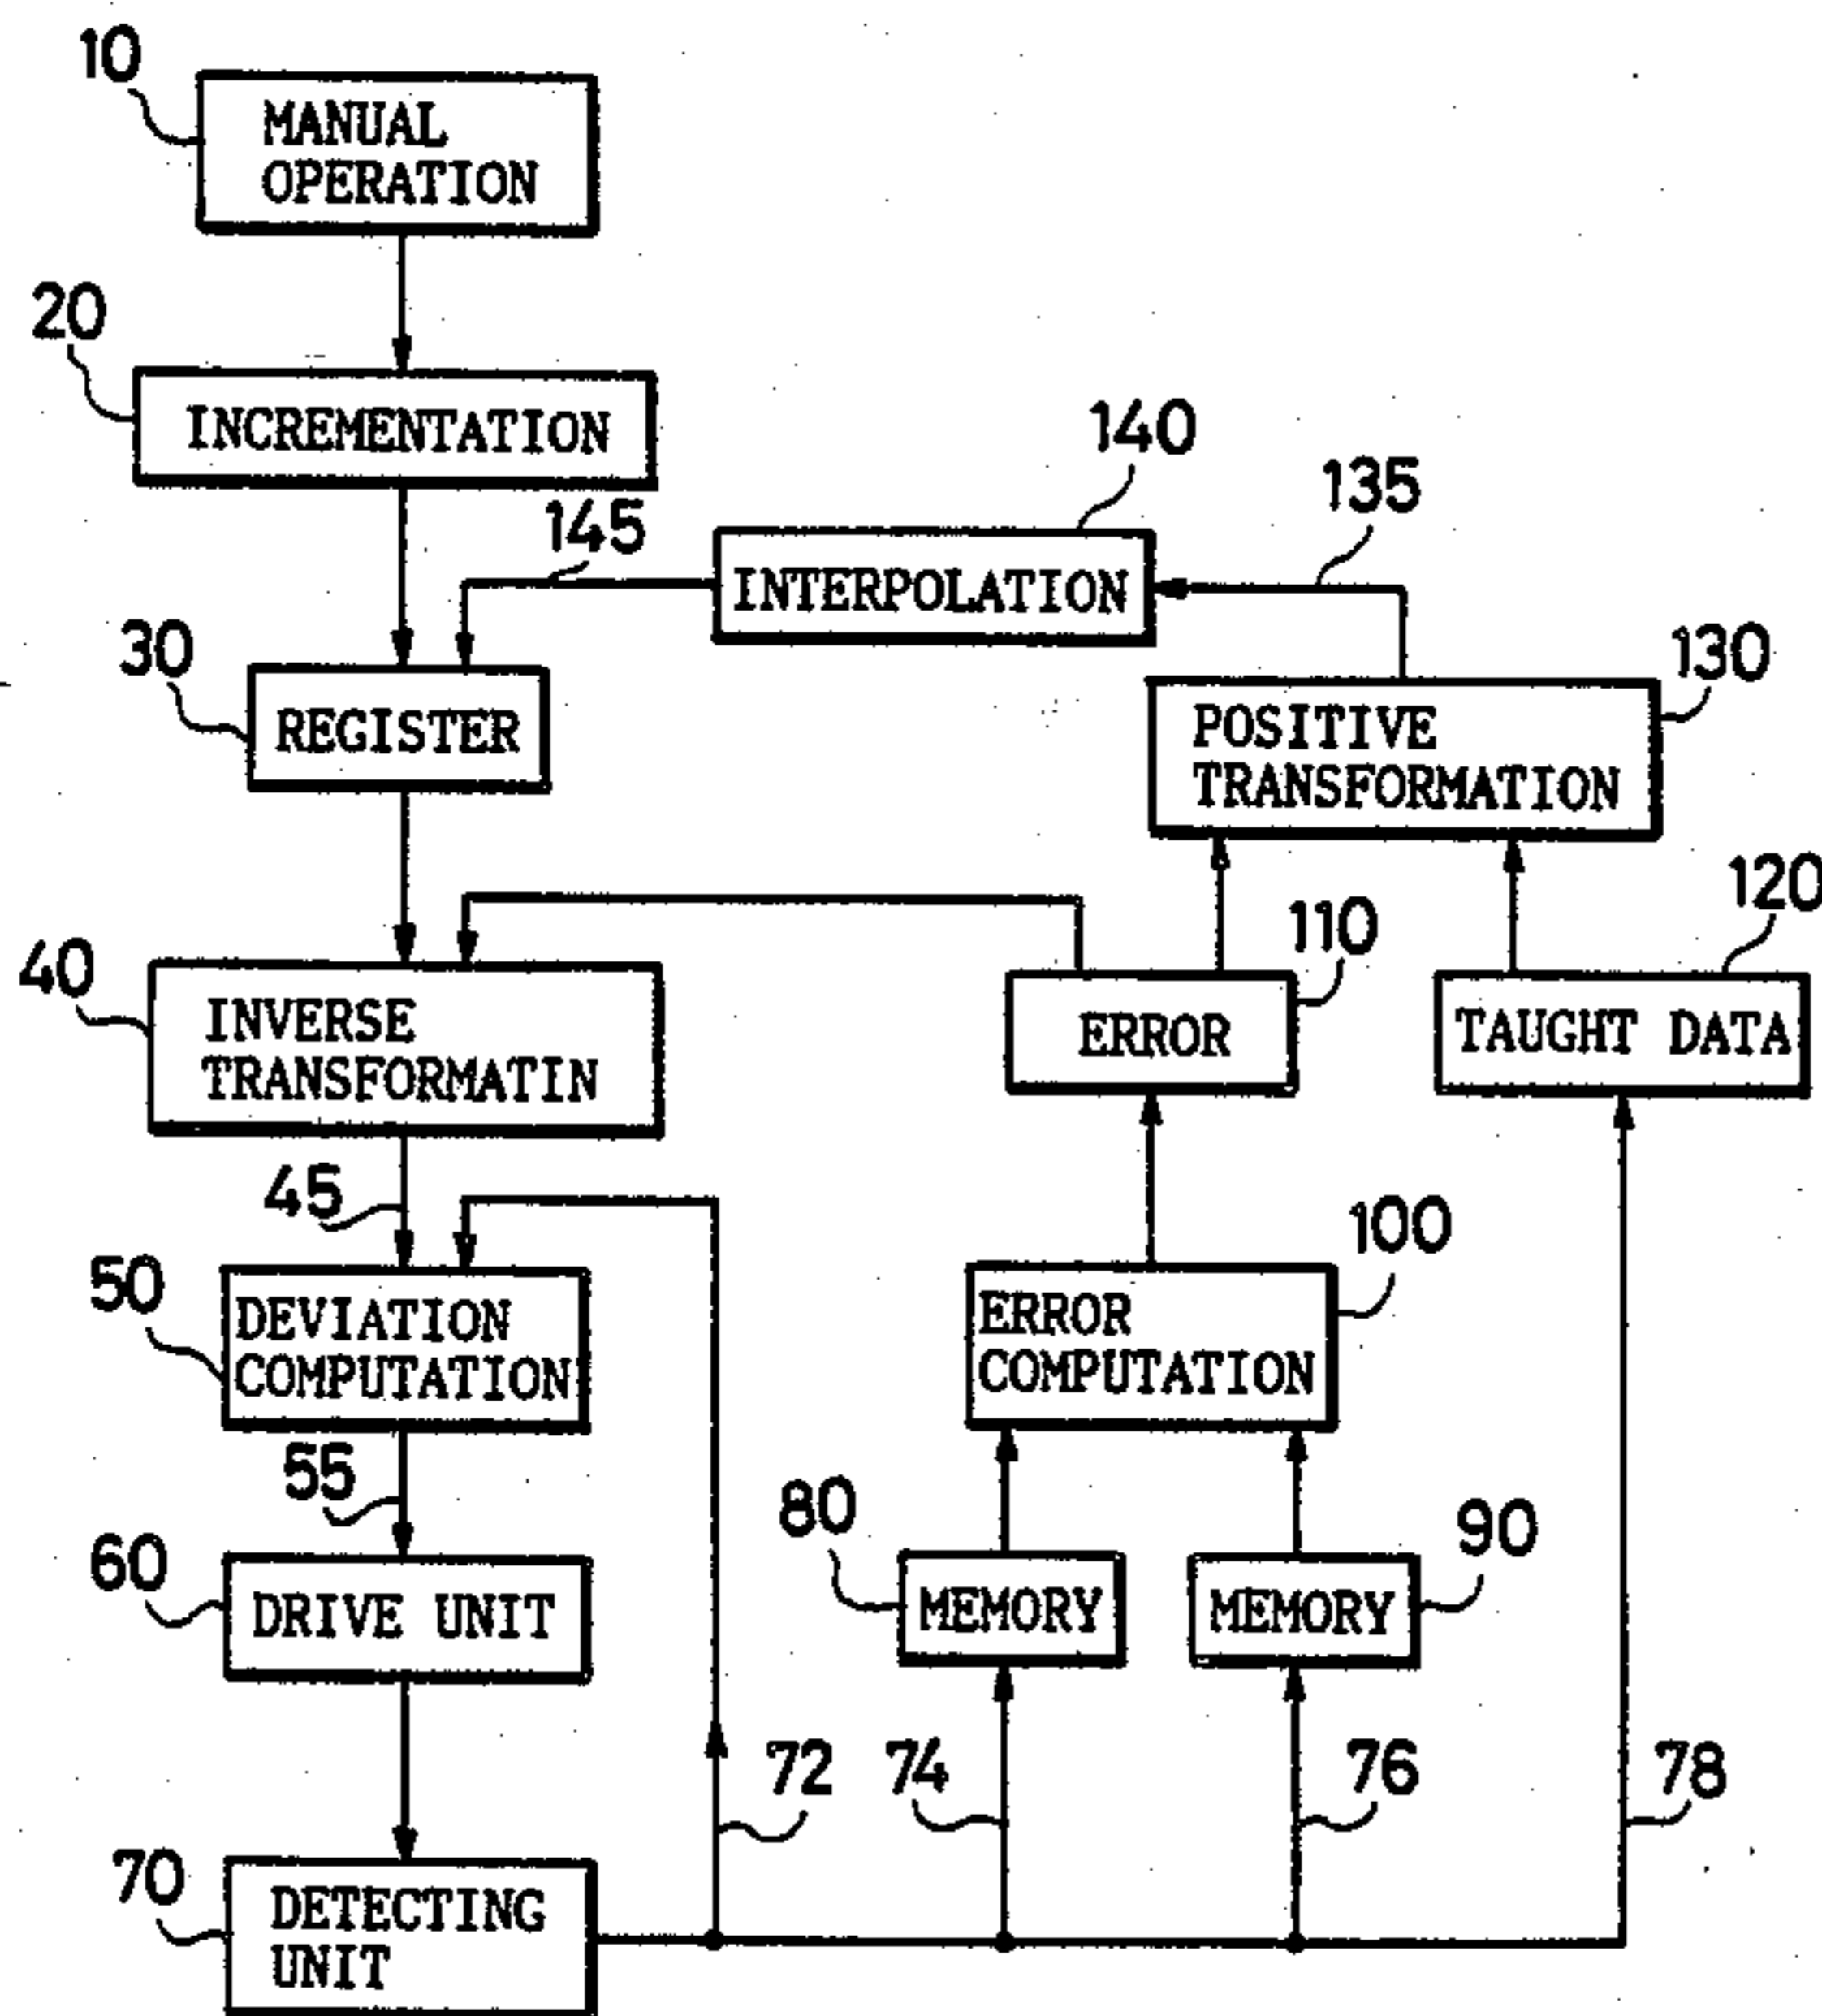 10
MANUAL
OPERATION
20
INCREMENTATION
140
135
145
INTERPOLATION
30
REGISTER
130
POSITIVE
TRANSFORMATION
120
110
40
INVERSE
TRANSFORMATIN
ERROR
TAUGHT DATA
45
100
50
DEVIATION
COMPUTATION
ERROR
COMPUTATION
55
80
90
60
DRIVE UNIT
MEMORY
MEMORY
72
74
76
78
70
DETECTING
UNIT